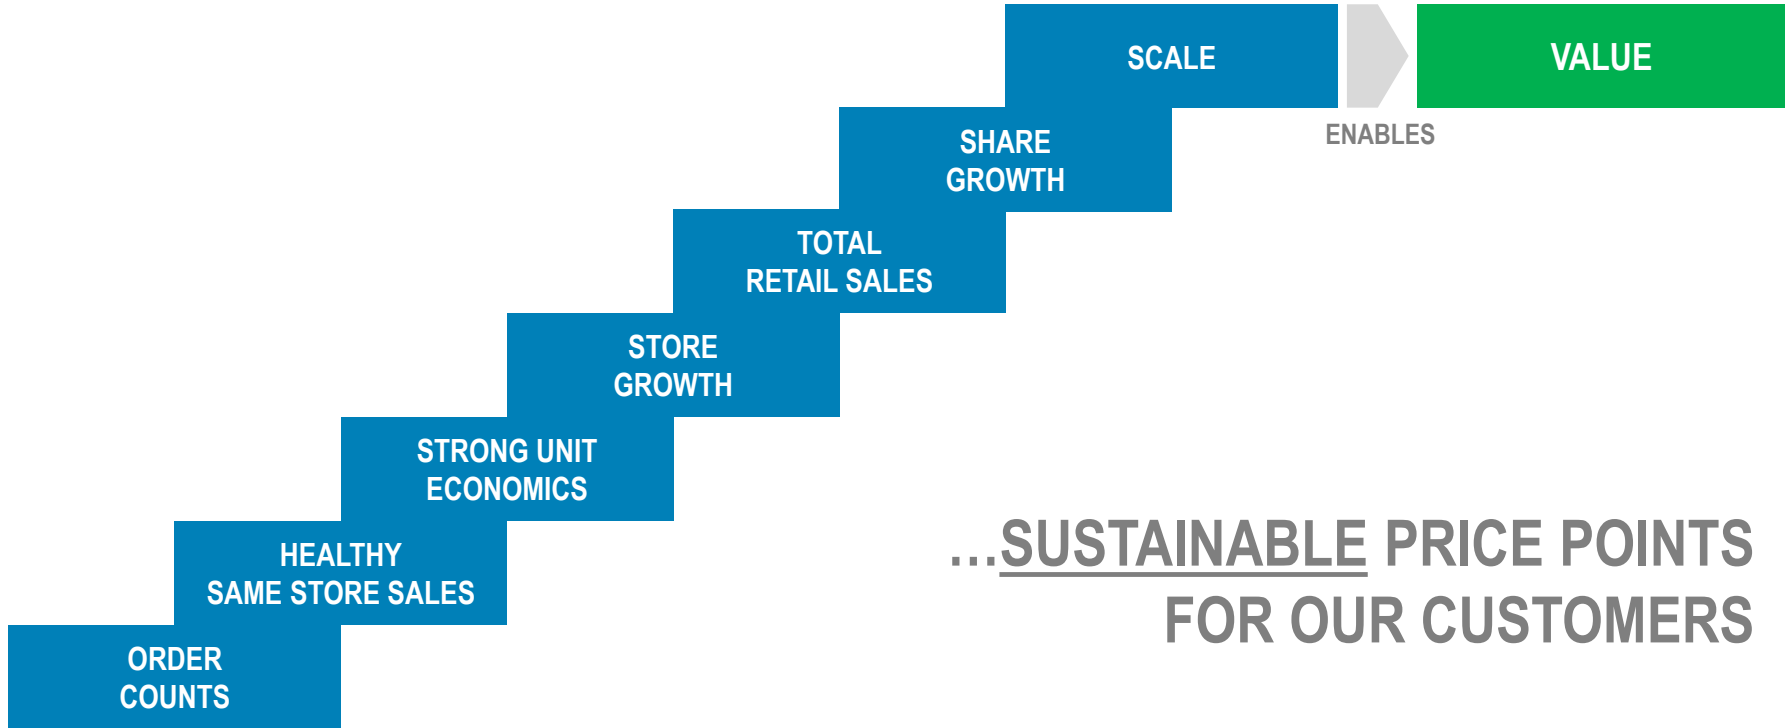 SCALE
VALUE
ENABLES
SHARE
GROWTH
TOTAL
RETAIL SALES
STORE
GROWTH
STRONG UNIT
ECONOMICS
HEALTHY
SAME STORE SALES
ORDER
COUNTS
...SUSTAINABLE PRICE POINTS
FOR OUR CUSTOMERS